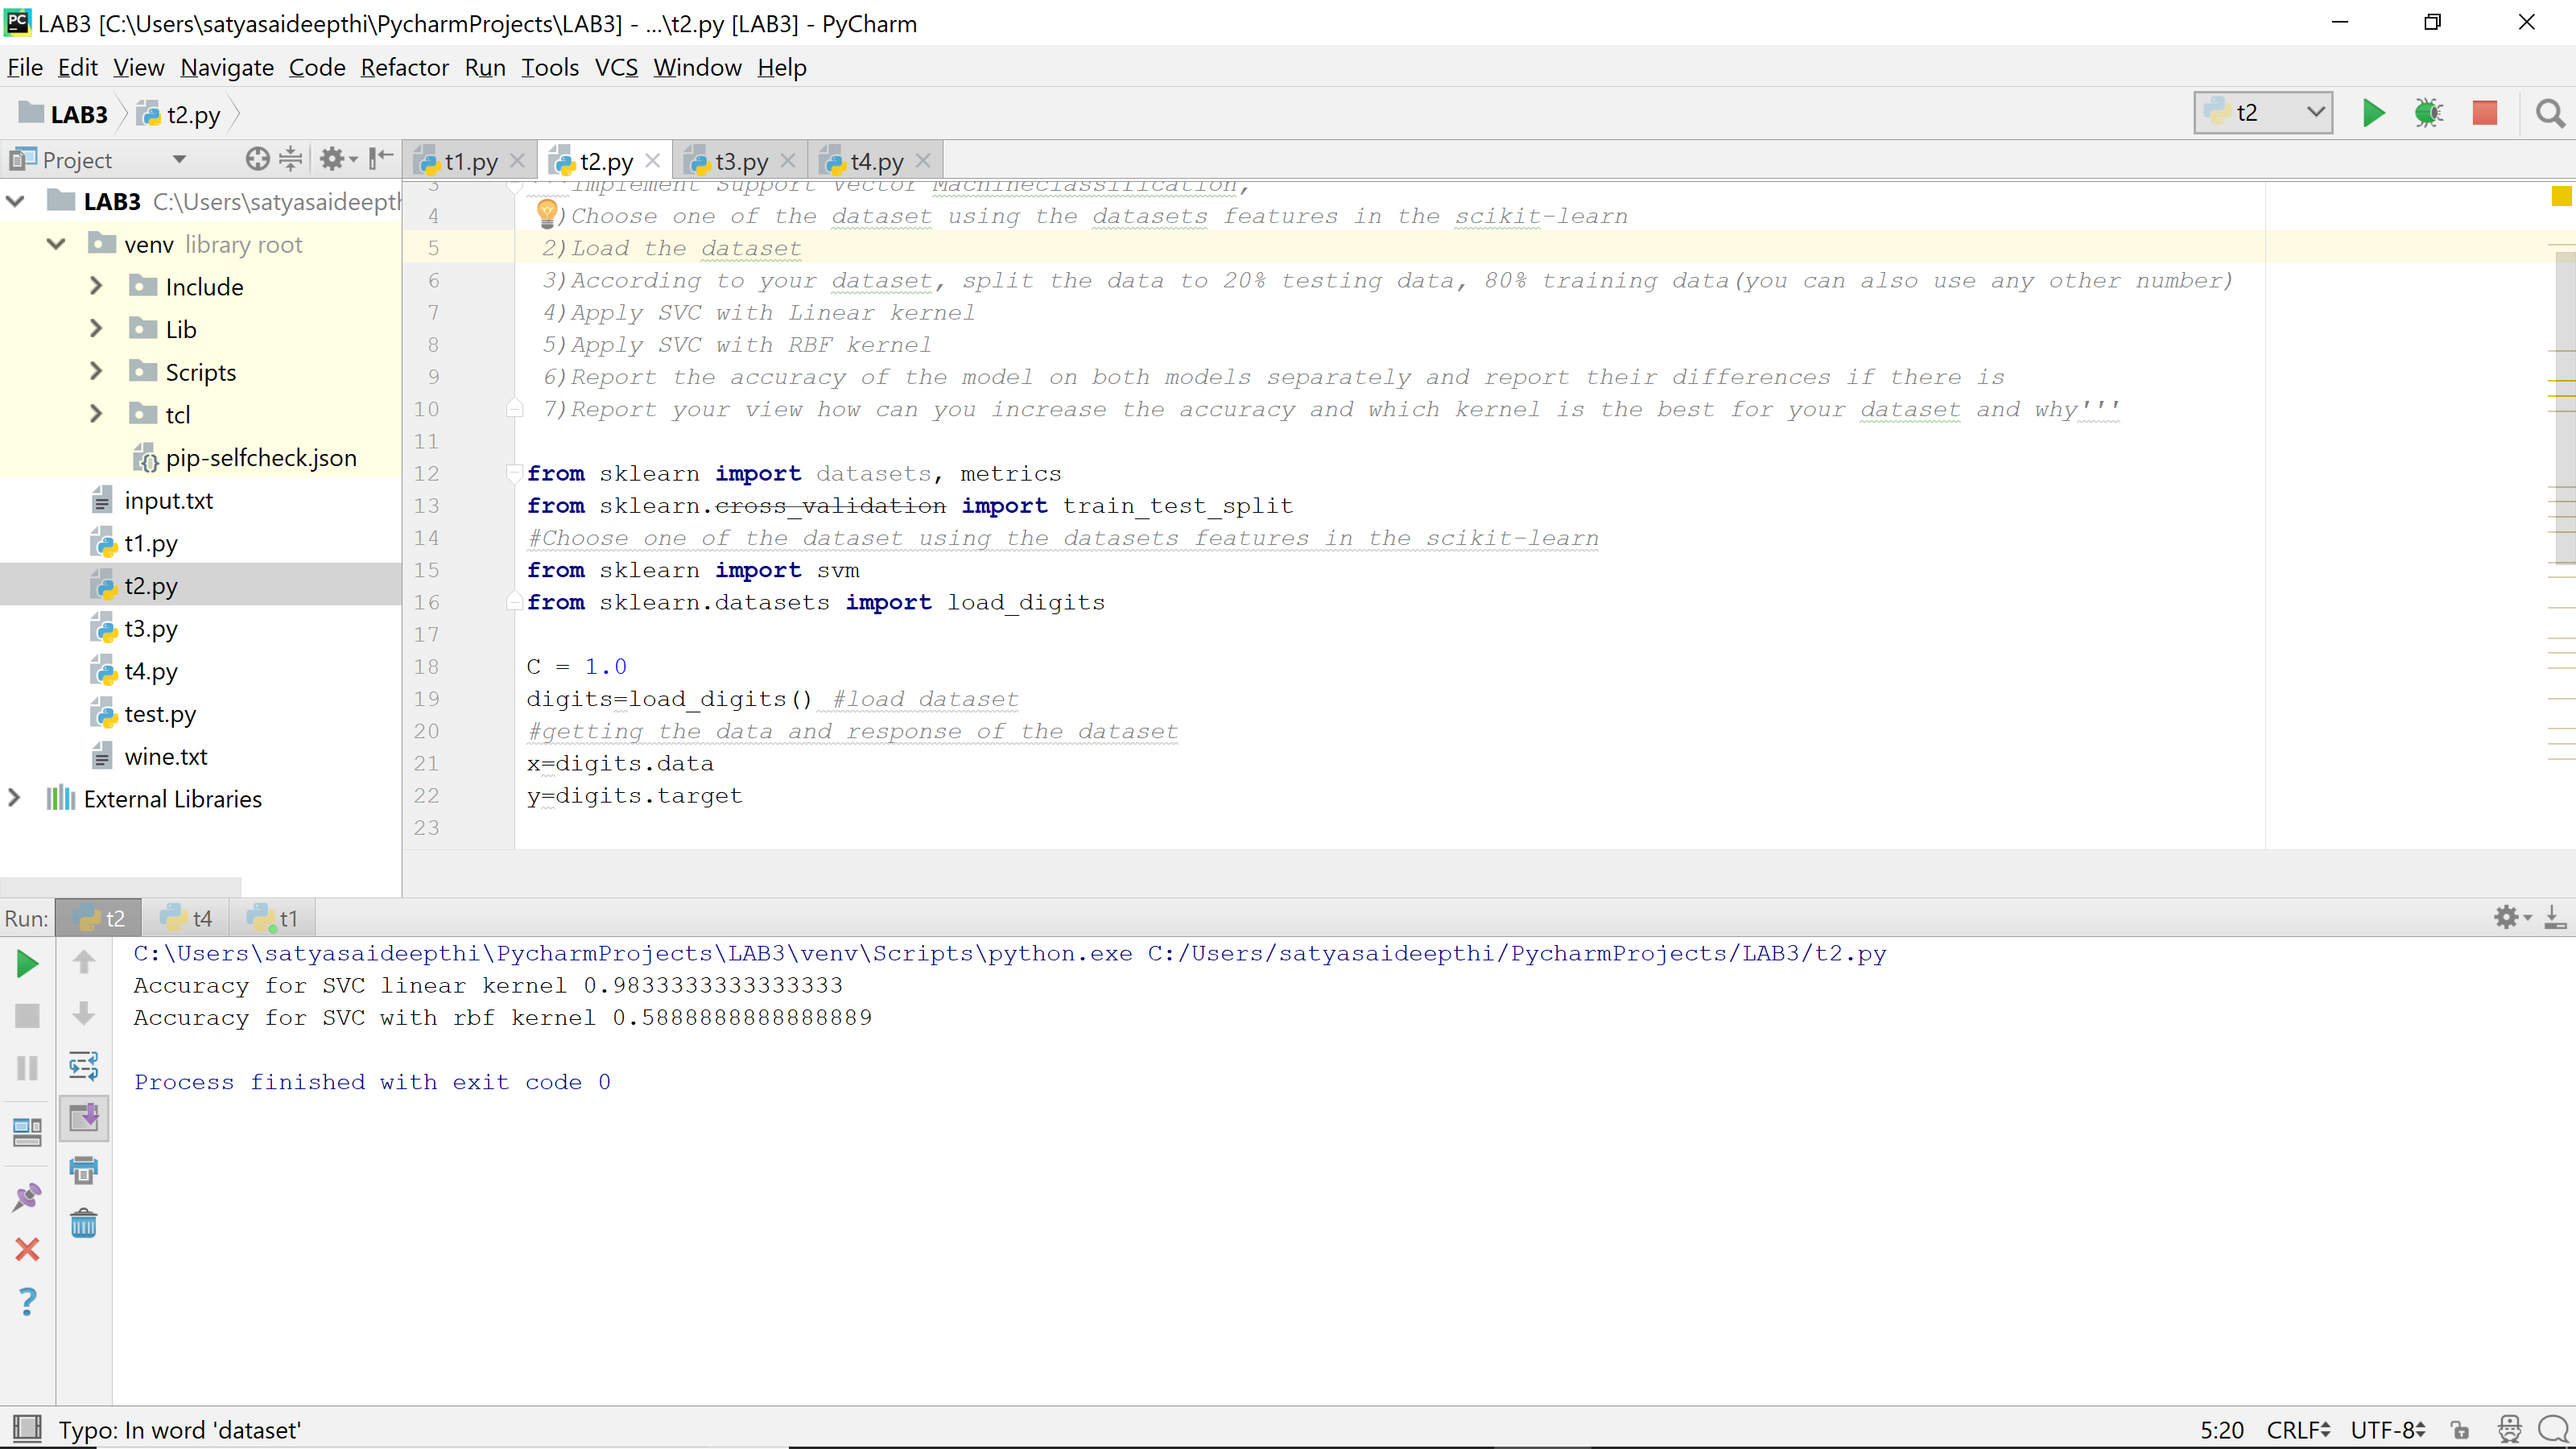 LAB3 [C:\Users\satyasaideepthi\PycharmProjects\LAB3] - ...\t2.py [LAB3] - PyCharm
File Edit View Navigate Code Refactor Run Tools VCS Window Help
LAB3 t2.py t2
Project t1.py t2.py t3.py t4.py
LAB3 C:\Users\satyasaideepth
venv library root
Include
Lib
Scripts
tcl
pip-selfcheck.json
input.txt
t1.py
t2.py
t3.py
t4.py
test.py
wine.txt
External Libraries
3 '''Implement Support Vector Machineclassification,
4 )Choose one of the dataset using the datasets features in the scikit-learn
5 2)Load the dataset
6 3)According to your dataset, split the data to 20% testing data, 80% training data(you can also use any other number)
7 4)Apply SVC with Linear kernel
8 5)Apply SVC with RBF kernel
9 6)Report the accuracy of the model on both models separately and report their differences if there is
10 7)Report your view how can you increase the accuracy and which kernel is the best for your dataset and why'''
11
12 from sklearn import datasets, metrics
13 from sklearn.cross_validation import train_test_split
14 #Choose one of the dataset using the datasets features in the scikit-learn
15 from sklearn import svm
16 from sklearn.datasets import load_digits
17
18 C = 1.0
19 digits=load_digits() #load dataset
20 #getting the data and response of the dataset
21 x=digits.data
22 y=digits.target
23
Run: t2 t4 t1
C:\Users\satyasaideepthi\PycharmProjects\LAB3\venv\Scripts\python.exe C:/Users/satyasaideepthi/PycharmProjects/LAB3/t2.py
Accuracy for SVC linear kernel 0.9833333333333333
Accuracy for SVC with rbf kernel 0.5888888888888889
Process finished with exit code 0
Typo: In word 'dataset' 5:20 CRLF UTF-8